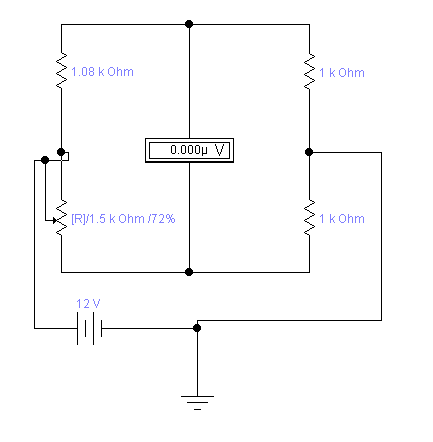 1.08 k Ohm
1 k Ohm
0.000µ V
[R]/1.5 k Ohm /72%
1 k Ohm
12 V